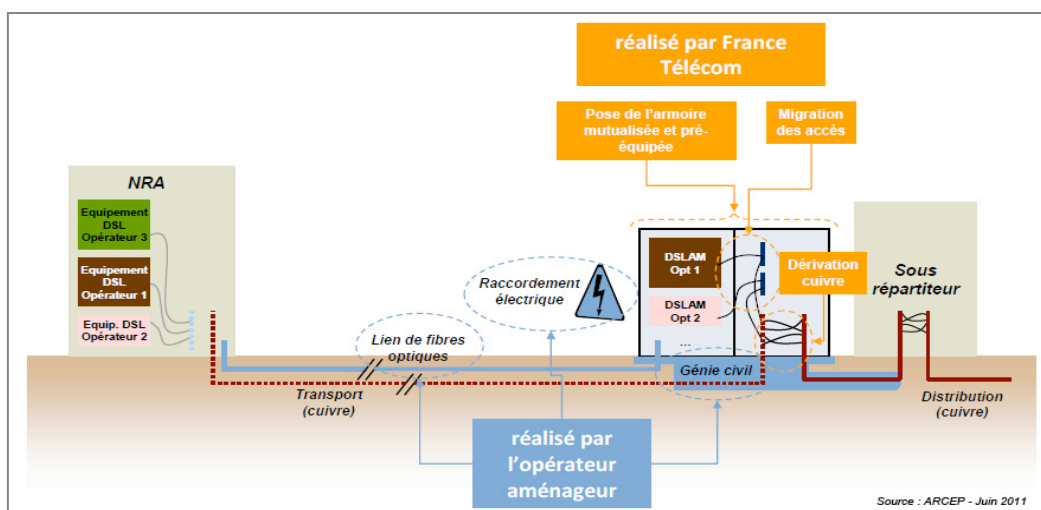 réalisé par France
Télécom
Pose de l'armoire
mutualisée et pré-
équipée
Migration
des accès
NRA
Equipement
DSL
Opérateur 3
Equipement
DSL
Opérateur 1
Equip. DSL
Opérateur 2
Raccordement
électrique
DSLAM
Opt 1
DSLAM
Opt 2
...
Dérivation
cuivre
Sous
répartiteur
Lien de fibres
optiques
Génie civil
Transport
(cuivre)
Distribution
(cuivre)
réalisé par
l'opérateur
aménageur
Source : ARCEP - Juin 2011